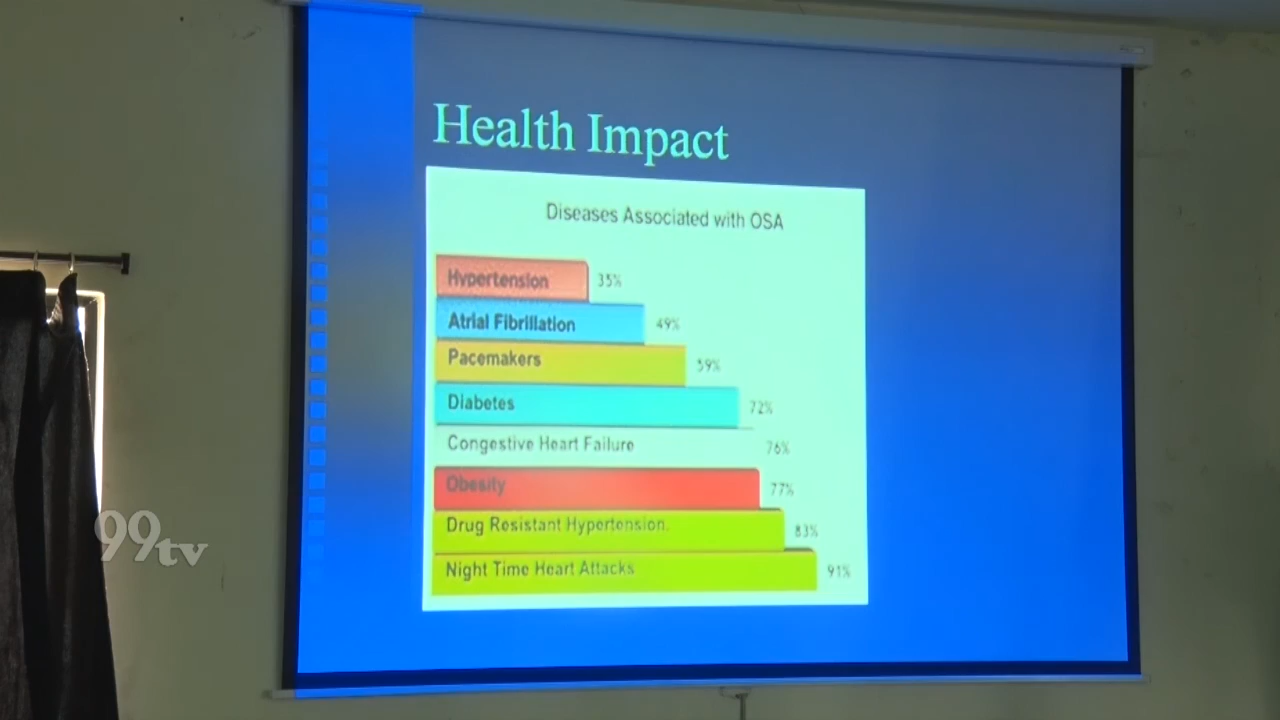 Health Impact
Diseases Associated with OSA
Hypertension 35%
Atrial Fibrillation 49%
Pacemakers 59%
Diabetes 72%
Congestive Heart Failure 76%
Obesity 77%
Drug Resistant Hypertension. 83%
Night Time Heart Attacks 91%
99tv